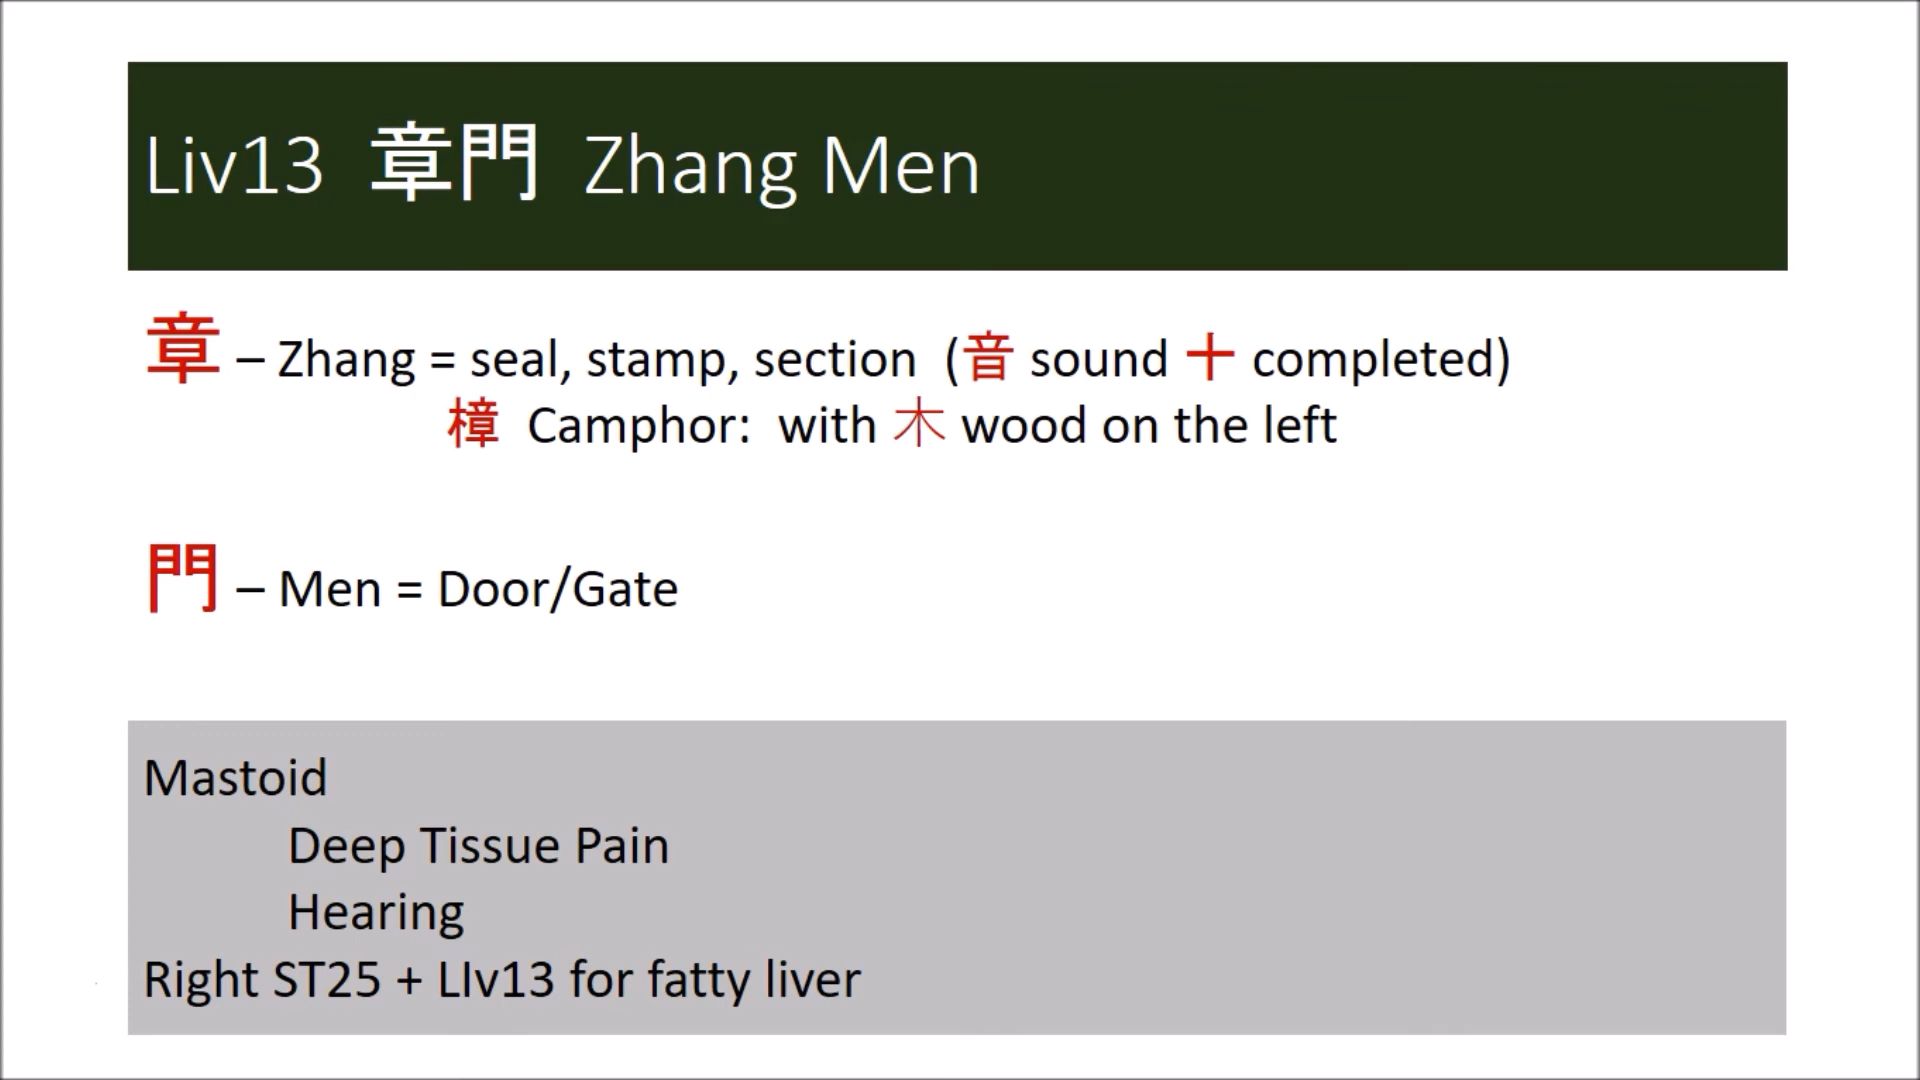 Liv13 章門 Zhang Men
章 – Zhang = seal, stamp, section (音 sound 十 completed)
樟 Camphor: with 木 wood on the left
門 – Men = Door/Gate
Mastoid
Deep Tissue Pain
Hearing
Right ST25 + LIv13 for fatty liver